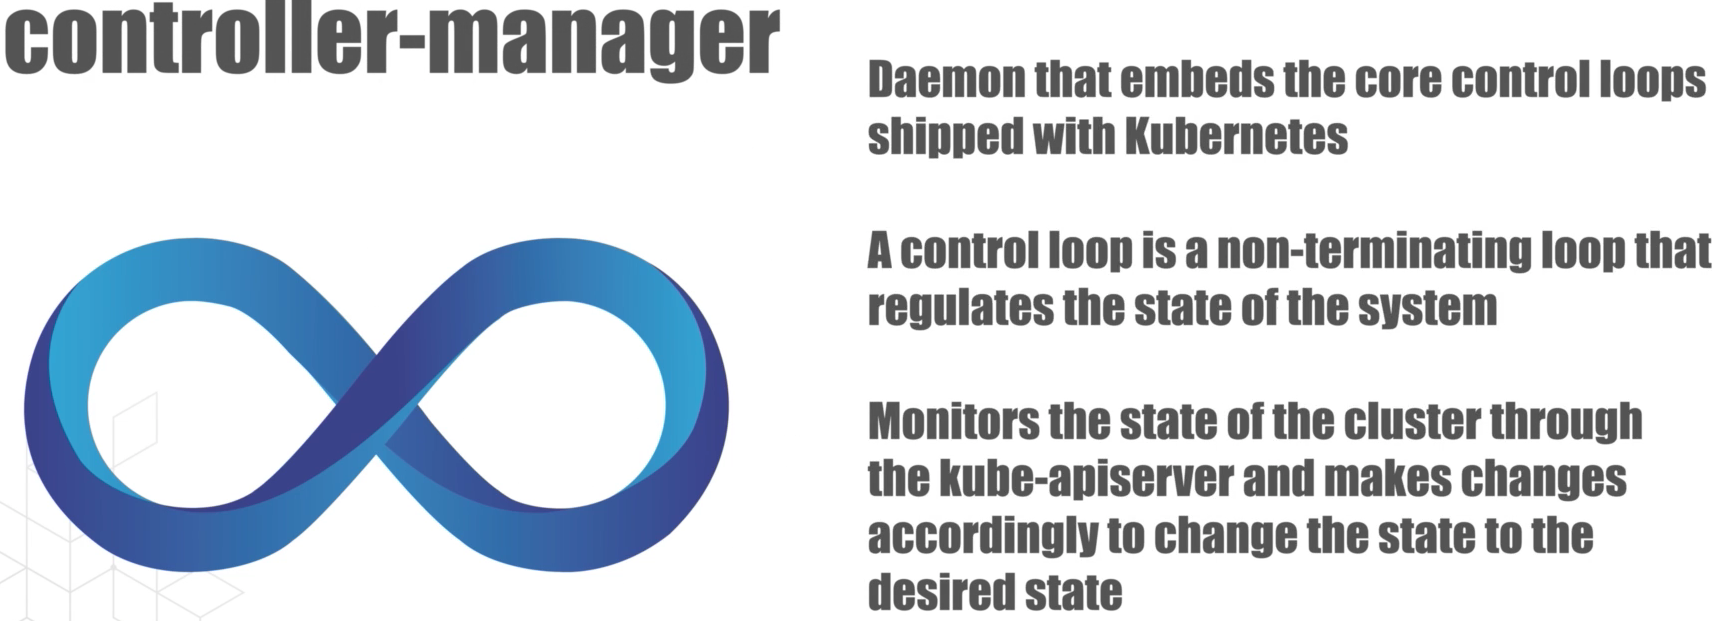 controller-manager
Daemon that embeds the core control loops
shipped with Kubernetes
A control loop is a non-terminating loop that
regulates the state of the system
Monitors the state of the cluster through
the kube-apiserver and makes changes
accordingly to change the state to the
desired state